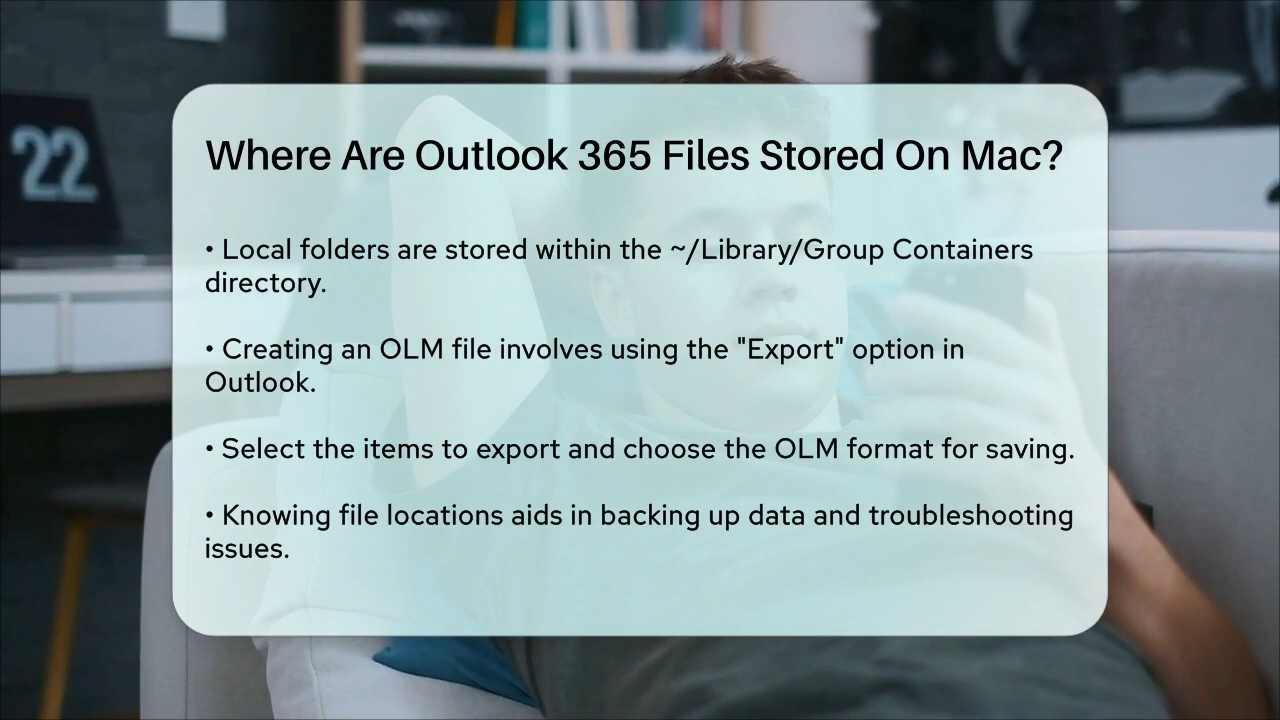 22
Where Are Outlook 365 Files Stored On Mac?
• Local folders are stored within the ~/Library/Group Containers
directory.
• Creating an OLM file involves using the "Export" option in
Outlook.
• Select the items to export and choose the OLM format for saving.
• Knowing file locations aids in backing up data and troubleshooting
issues.